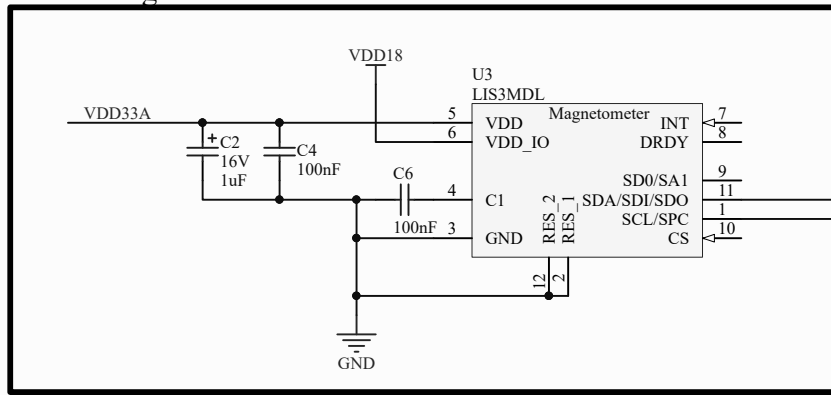 VDD18
U3
LIS3MDL
VDD33A
5
VDD
Magnetometer
INT
7
6
VDD_IO
DRDY
8
+
C2
16V
1uF
C4
100nF
SD0/SA1
9
C6
100nF
4
C1
SDA/SDI/SDO
11
SCL/SPC
1
3
GND
RES_2
RES_1
CS
10
12
2
GND